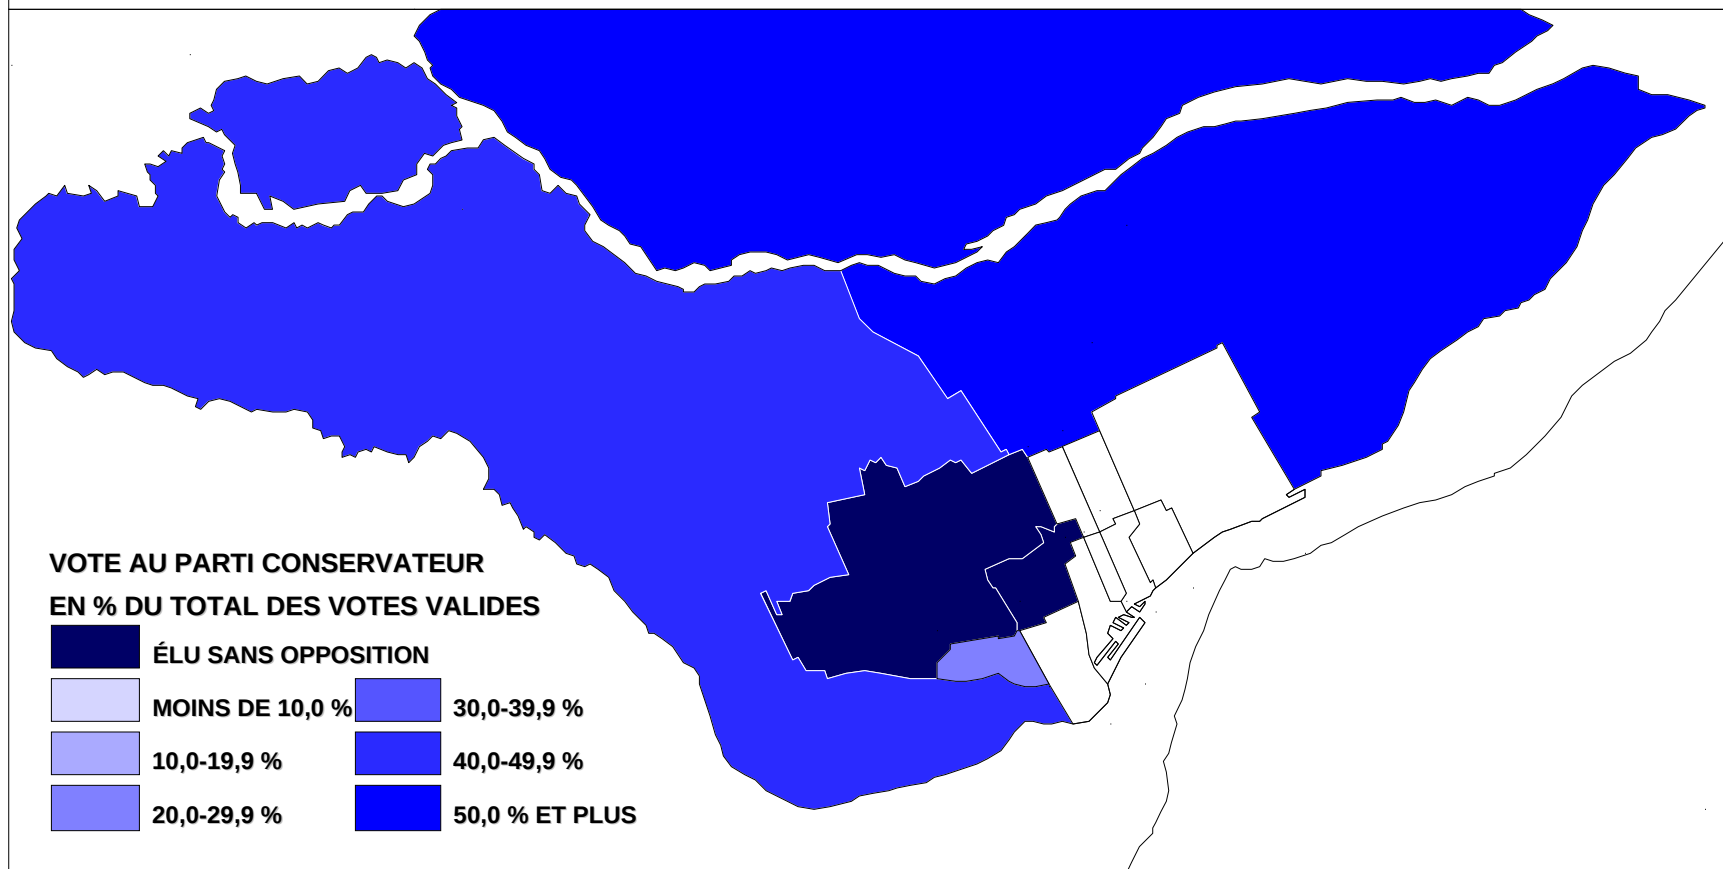 VOTE AU PARTI CONSERVATEUR
EN % DU TOTAL DES VOTES VALIDES
ÉLU SANS OPPOSITION
MOINS DE 10,0 %
10,0-19,9 %
20,0-29,9 %
30,0-39,9 %
40,0-49,9 %
50,0 % ET PLUS